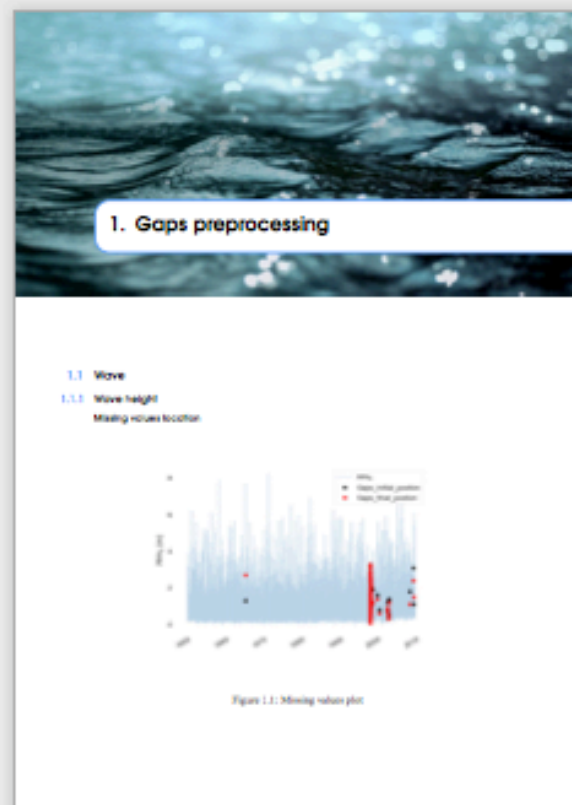 1. Gaps preprocessing
1.1 Wave
1.1.1 Wave height
Missing values location
Gaps_initial_position
Gaps_final_position
Figure 1.1: Missing values plot